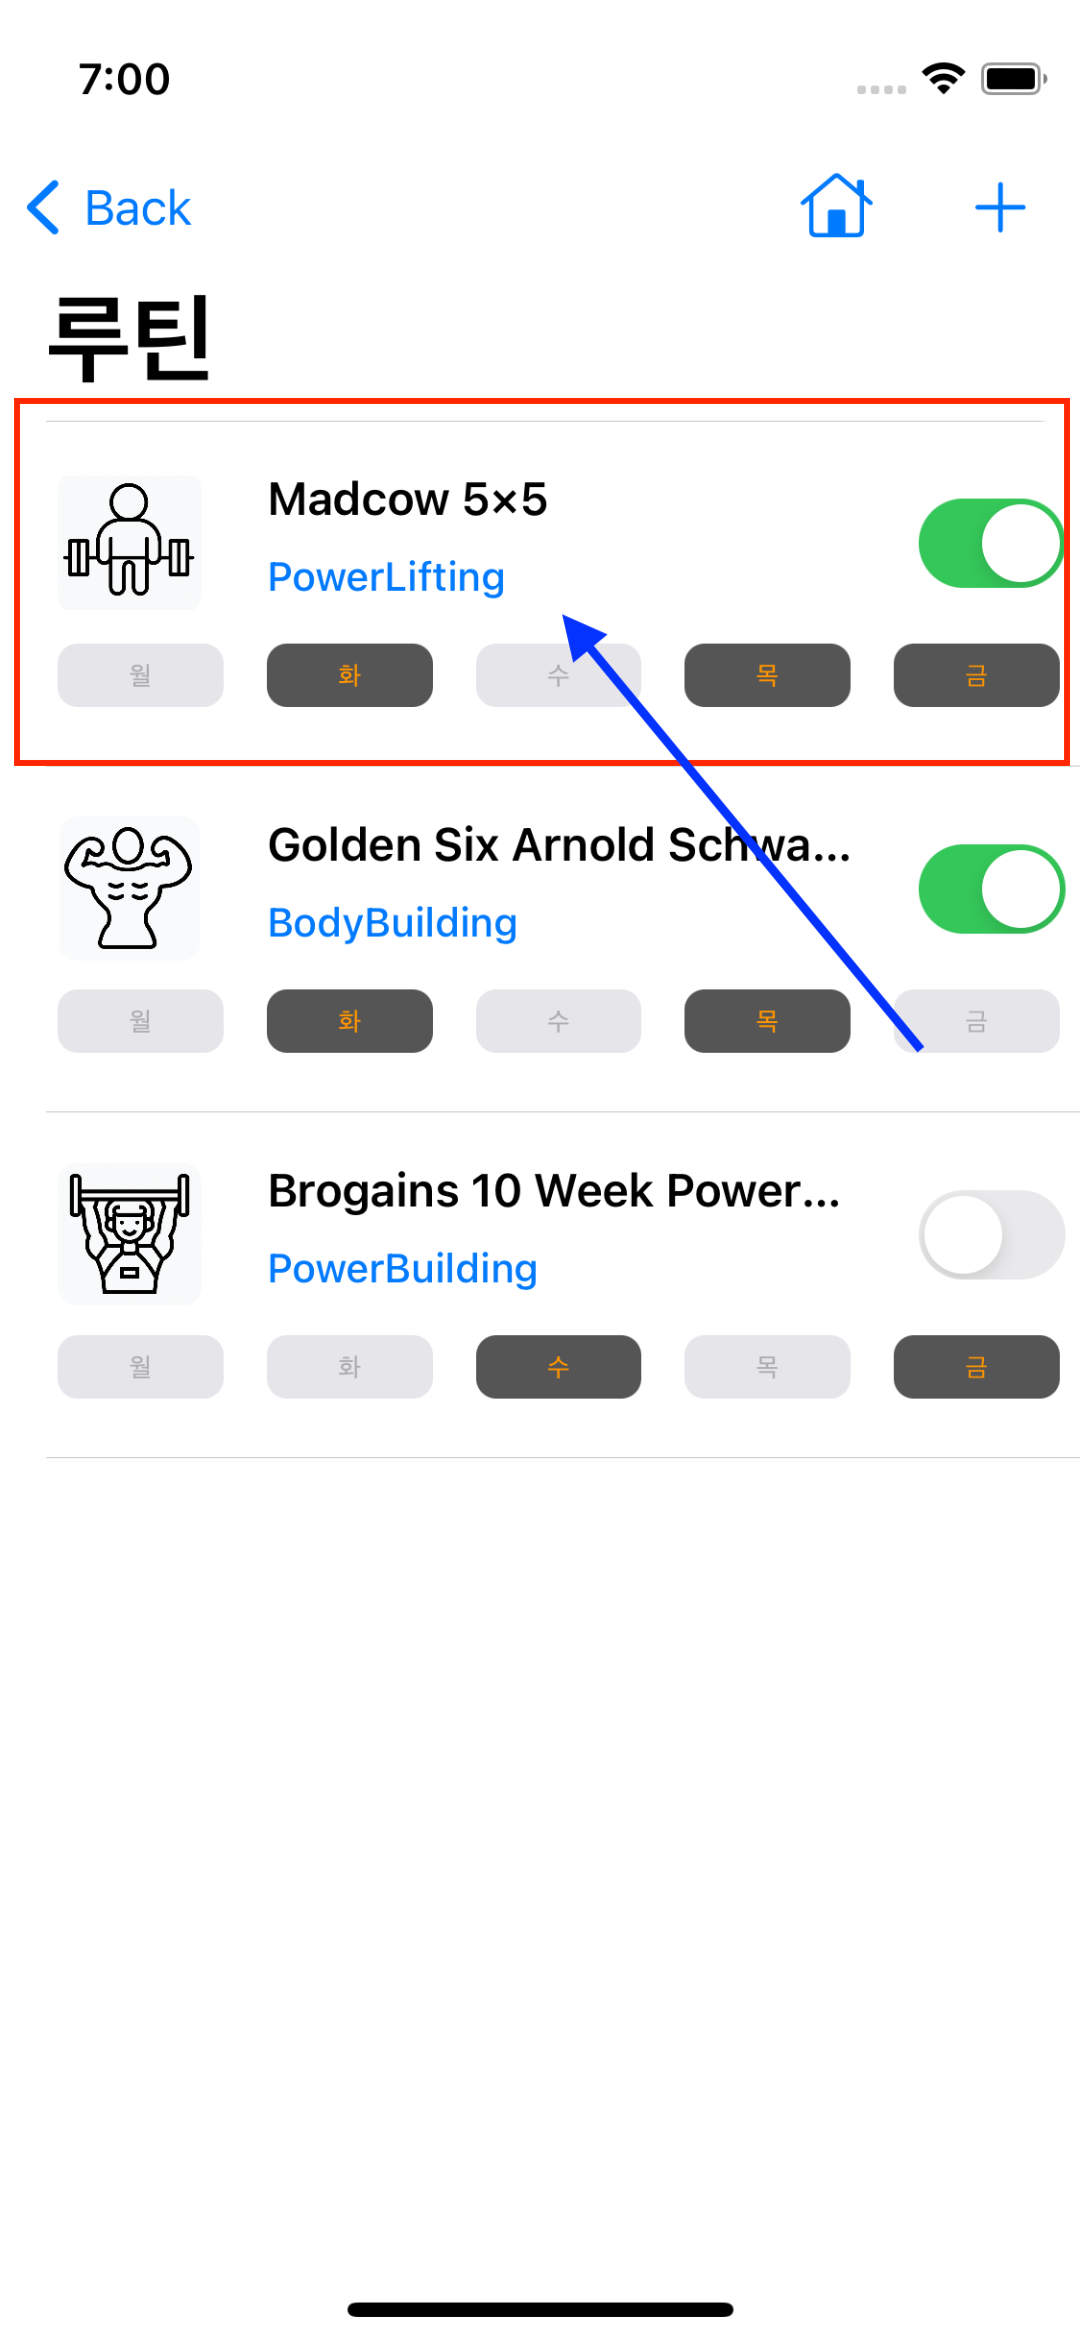 7:00
Back
루틴
Madcow 5×5
PowerLifting
월 화 수 목 금
Golden Six Arnold Schwa...
BodyBuilding
월 화 수 목 금
Brogains 10 Week Power...
PowerBuilding
월 화 수 목 금